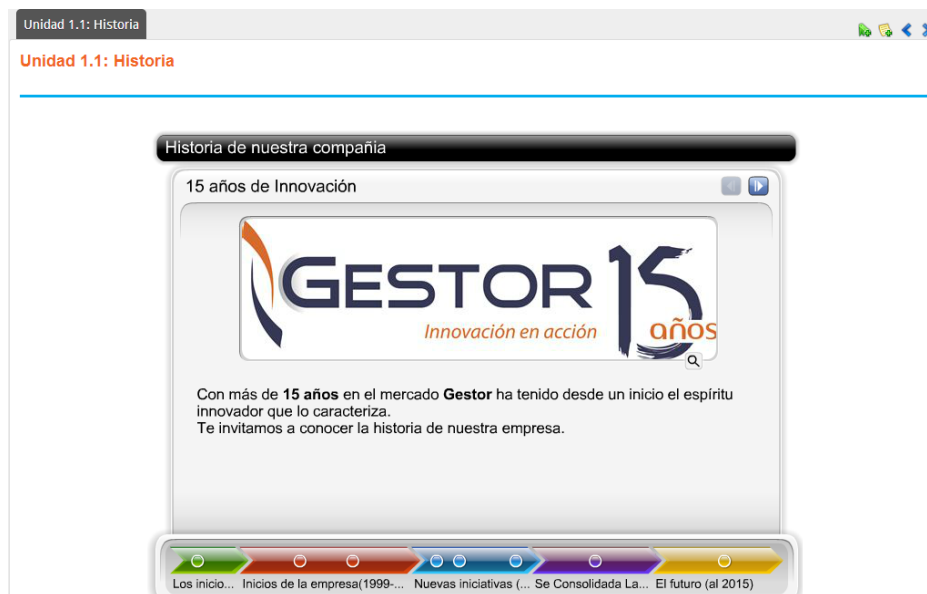 Unidad 1.1: Historia
Unidad 1.1: Historia
Historia de nuestra compañia
15 años de Innovación
GESTOR 15
Innovación en acción
años
Con más de 15 años en el mercado Gestor ha tenido desde un inicio el espíritu
innovador que lo caracteriza.
Te invitamos a conocer la historia de nuestra empresa.
Los inicio... Inicios de la empresa(1999-... Nuevas iniciativas (... Se Consolidada La... El futuro (al 2015)